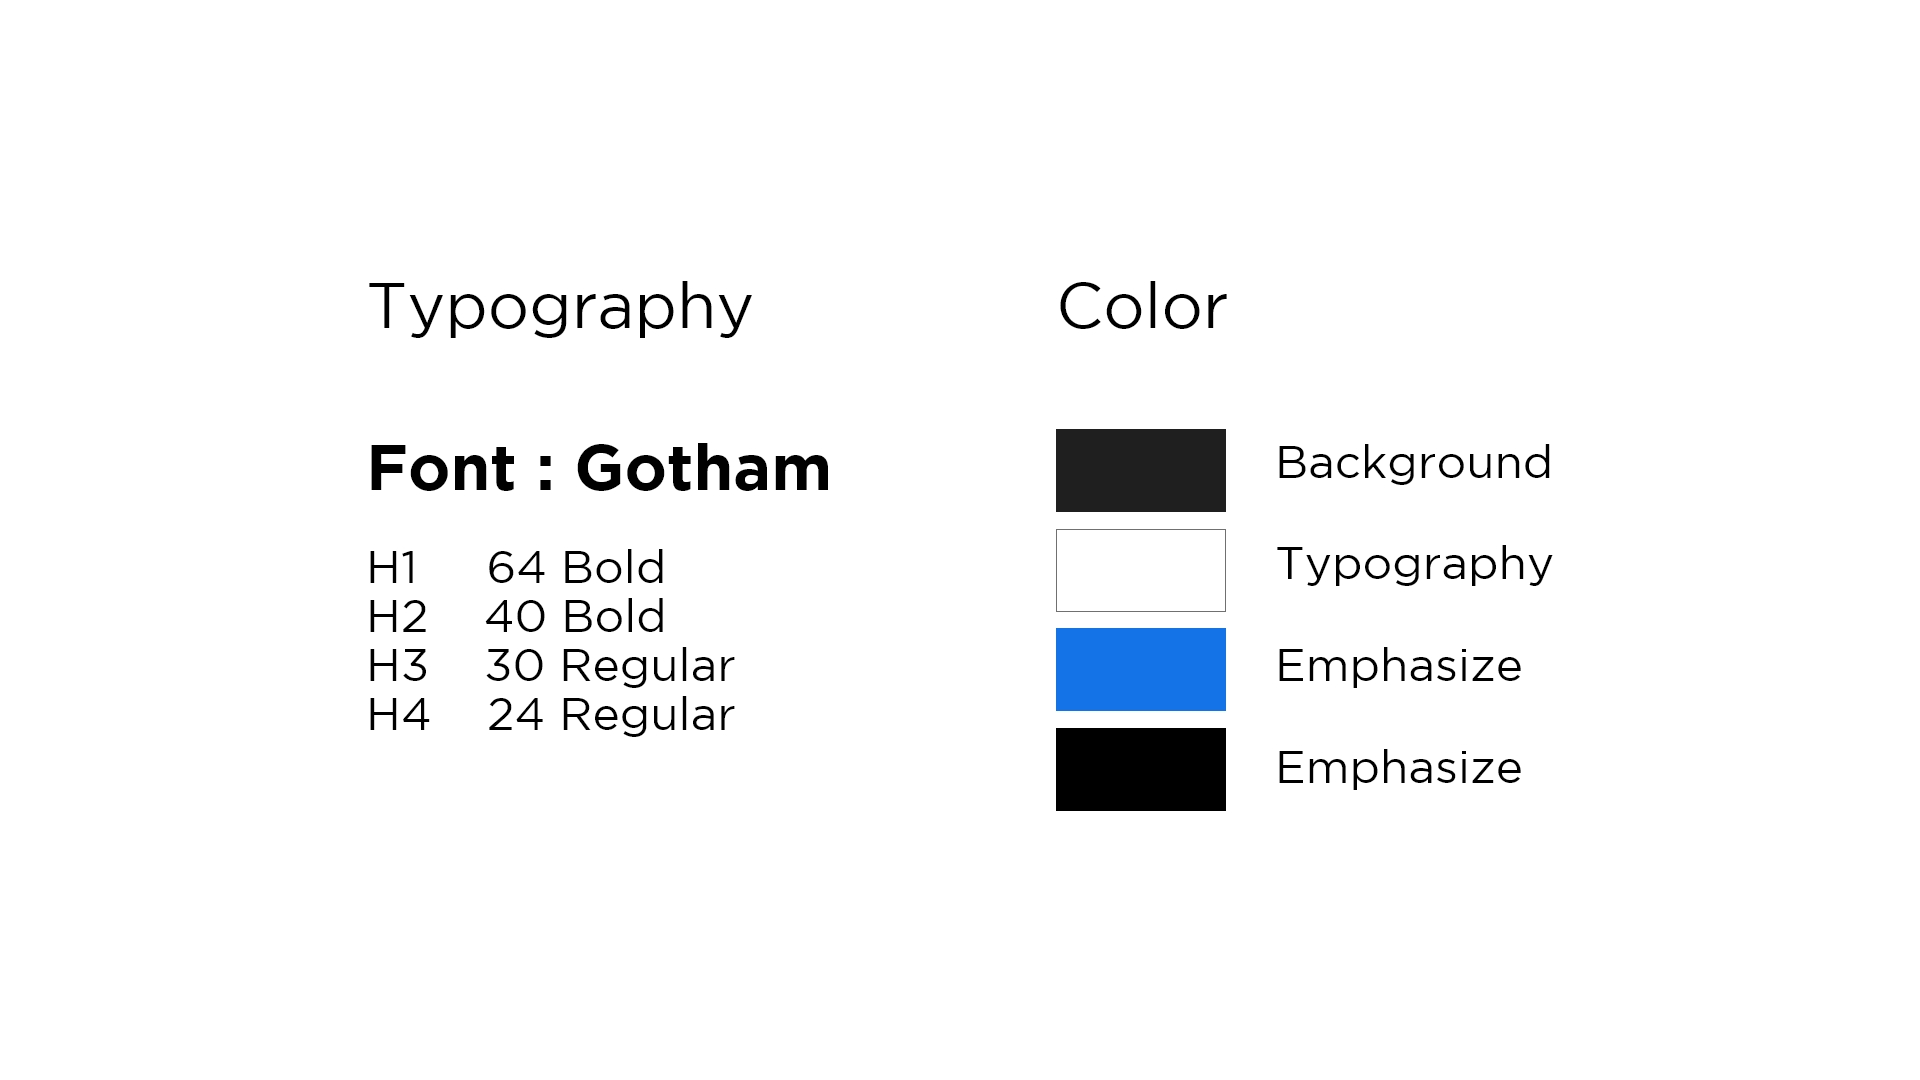 Typography
Font : Gotham
H1 64 Bold
H2 40 Bold
H3 30 Regular
H4 24 Regular
Color
Background
Typography
Emphasize
Emphasize